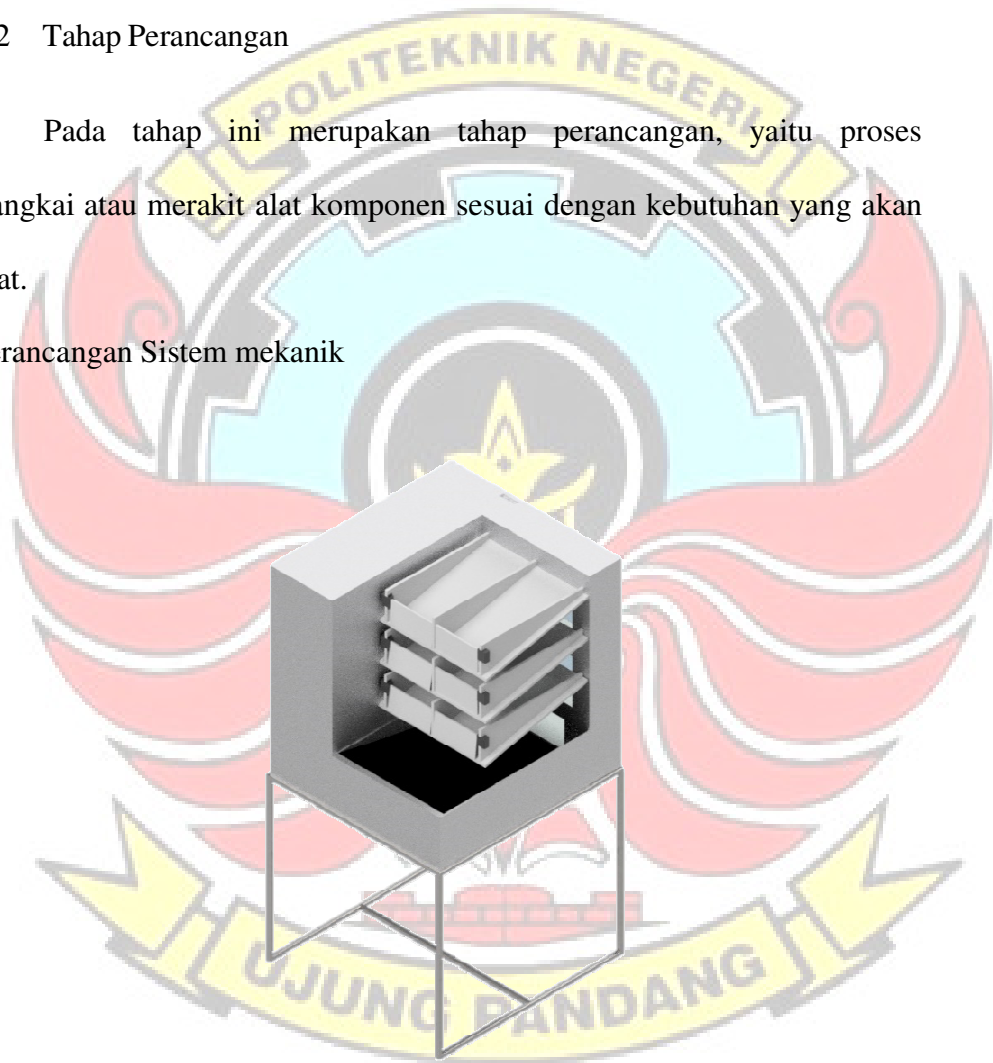 2 Tahap Perancangan
POLITEKNIK NEGERI
Pada tahap ini merupakan tahap perancangan, yaitu proses
angkai atau merakit alat komponen sesuai dengan kebutuhan yang akan
at.
erancangan Sistem mekanik
UJUNG PANDANG